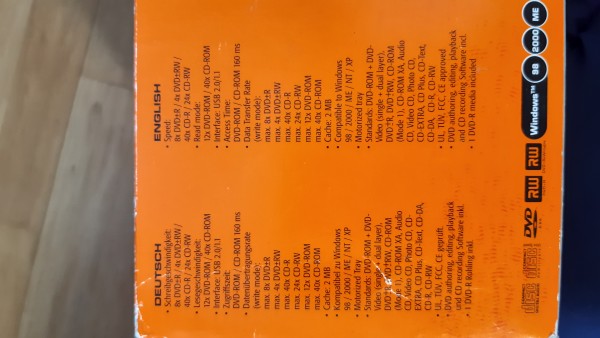 ENGLISH
• Speed:
8x DVD±R / 4x DVD±RW /
40x CD-R / 24x CD-RW
• Read mode:
12x DVD-ROM / 40x CD-ROM
• Interface: USB 2.0/1.1
• Access Time:
DVD-ROM / CD-ROM 160 ms
• Data Transfer Rate
(write mode):
max. 8x DVD±R
max. 4x DVD±RW
max. 40x CD-R
max. 24x CD-RW
max. 12x DVD-ROM
max. 40x CD-ROM
• Cache: 2 MB
• Compatible to Windows
98 / 2000 / ME / NT / XP
• Motorized tray
• Standards: DVD-ROM + DVD-
Video (single + dual layer),
DVD±R, DVD±RW, CD-ROM
(Mode 1), CD-ROM XA, Audio
CD, Video CD, Photo CD,
CD-EXTRA, CD Plus, CD-Text,
CD-DA, CD-R, CD-RW
• UL, TÜV, FCC, CE approved
• DVD authoring, editing, playback
and CD recording Software incl.
• 1 DVD-R media included
DEUTSCH
• Schreibgeschwindigkeit:
8x DVD±R / 4x DVD±RW /
40x CD-R / 24x CD-RW
• Lesegeschwindigkeit:
12x DVD-ROM / 40x CD-ROM
• Interface: USB 2.0/1.1
• Zugriffszeit:
DVD-ROM / CD-ROM 160 ms
• Datenübertragungsrate
(write mode):
max. 8x DVD±R
max. 4x DVD±RW
max. 40x CD-R
max. 24x CD-RW
max. 12x DVD-ROM
max. 40x CD-ROM
• Cache: 2 MB
• Kompatibel zu Windows
98 / 2000 / ME / NT / XP
• Motorized Tray
• Standards: DVD-ROM + DVD-
Video (single + dual layer),
DVD±RW, CD-ROM
(Mode 1), CD-ROM XA, Audio
CD, Video CD, Photo CD, CD-
EXTRA, CD Plus, CD-Text, CD-DA,
CD-R, CD-RW
• UL, TÜV, FCC, CE geprüft
• DVD authoring, editing, playback
und CD recording Software inkl.
• 1 DVD-R Rohling inkl.
DVD
RW
RW
Windows™
98
2000
ME